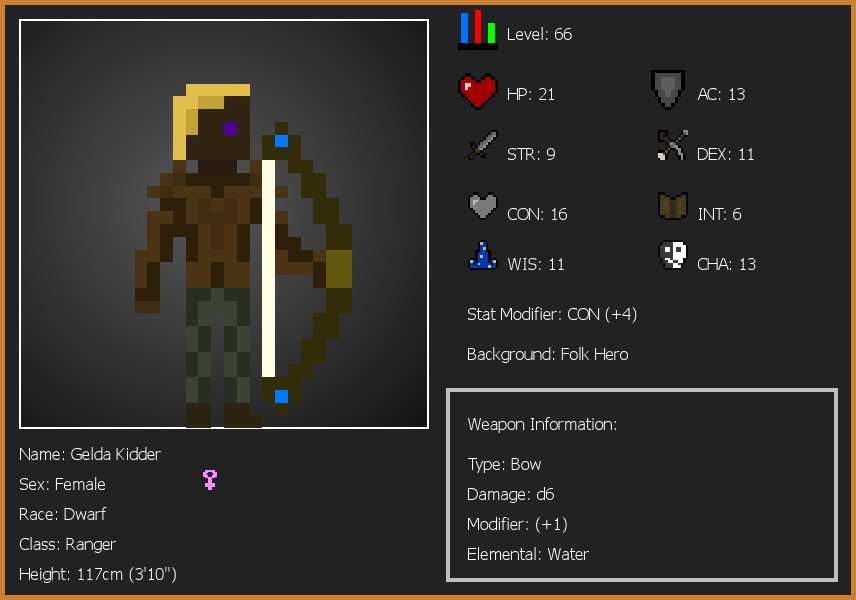 Level: 66
HP: 21
AC: 13
STR: 9
DEX: 11
CON: 16
INT: 6
WIS: 11
CHA: 13
Stat Modifier: CON (+4)
Background: Folk Hero
Weapon Information:
Type: Bow
Damage: d6
Modifier: (+1)
Elemental: Water
Name: Gelda Kidder
Sex: Female
Race: Dwarf
Class: Ranger
Height: 117cm (3'10")